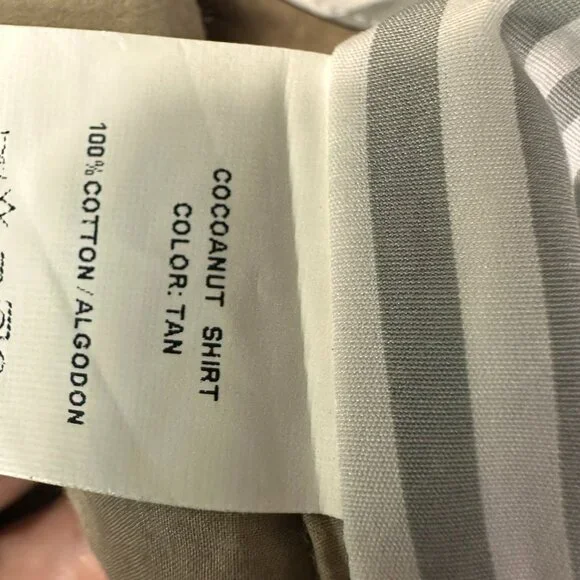 COCOANUT SHIRT
COLOR: TAN
100% COTTON / ALGODON